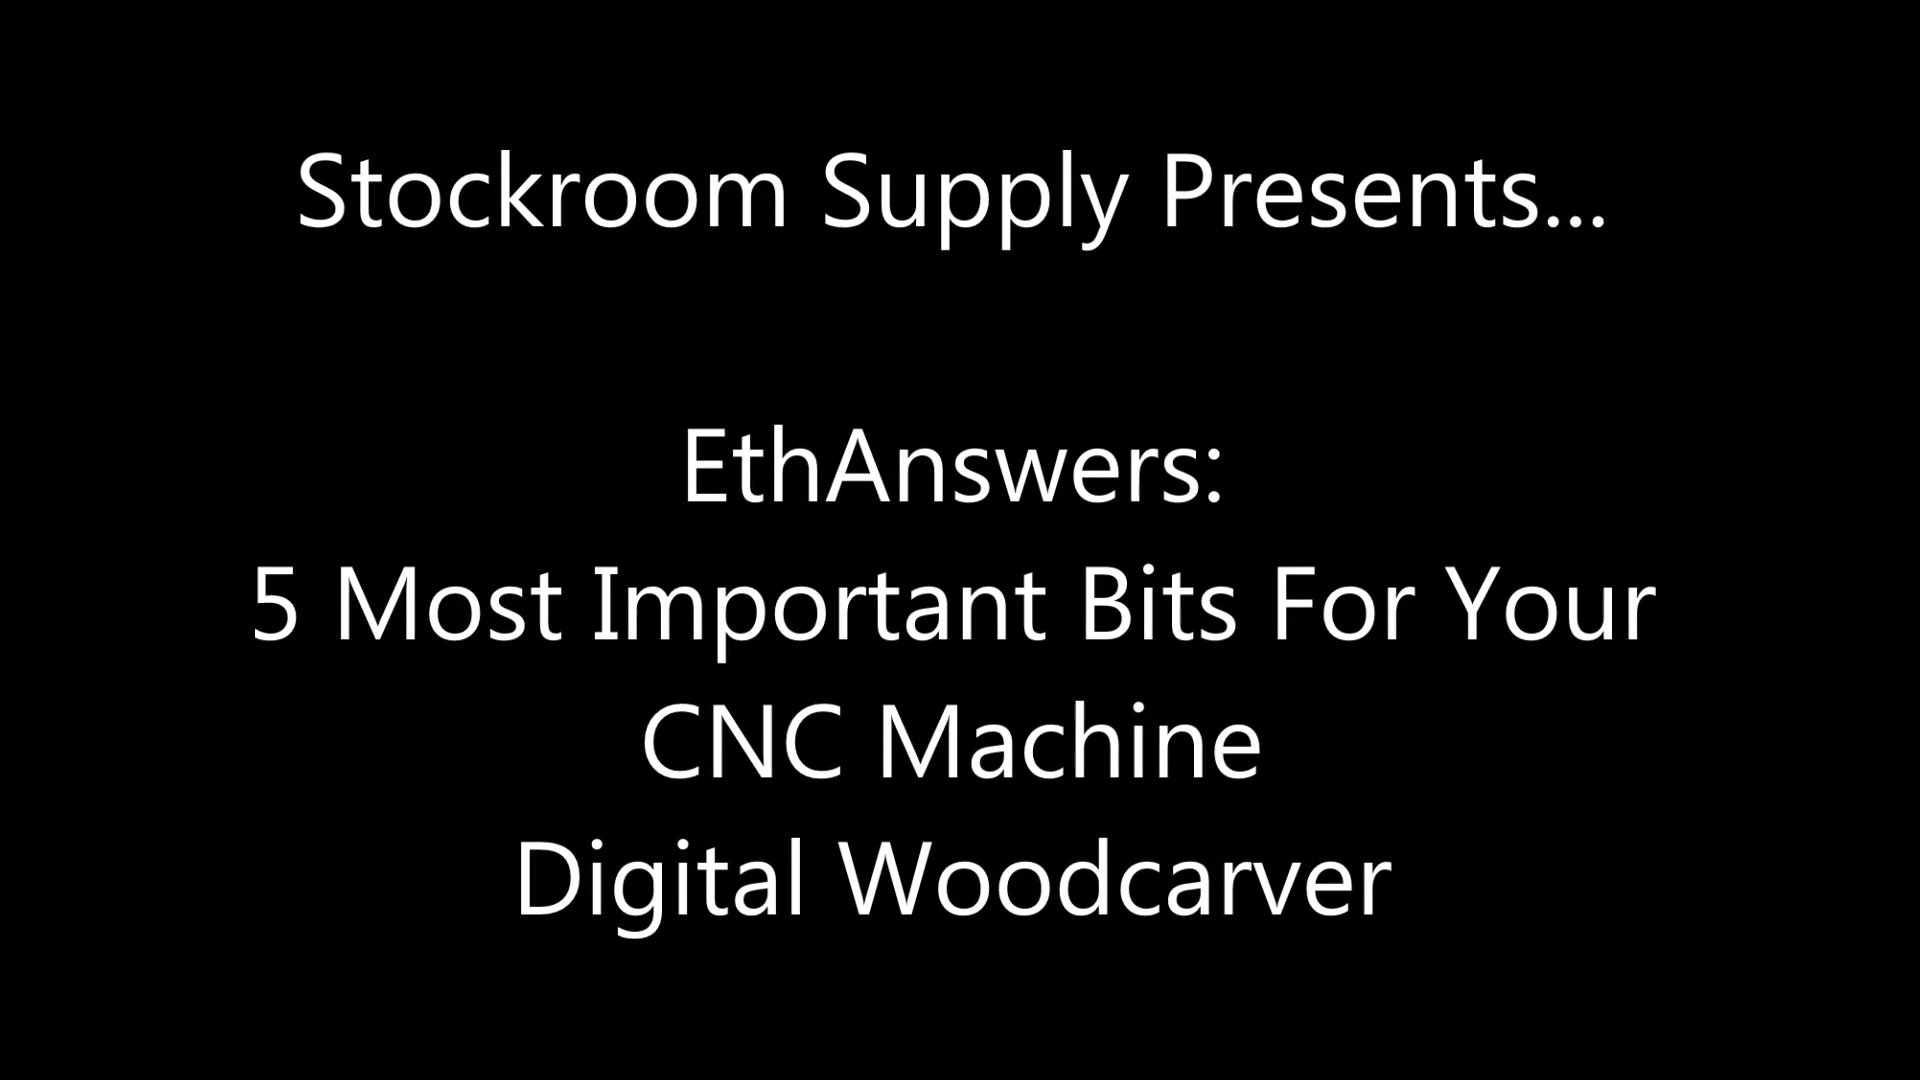 Stockroom Supply Presents...
EthAnswers:
5 Most Important Bits For Your
CNC Machine
Digital Woodcarver